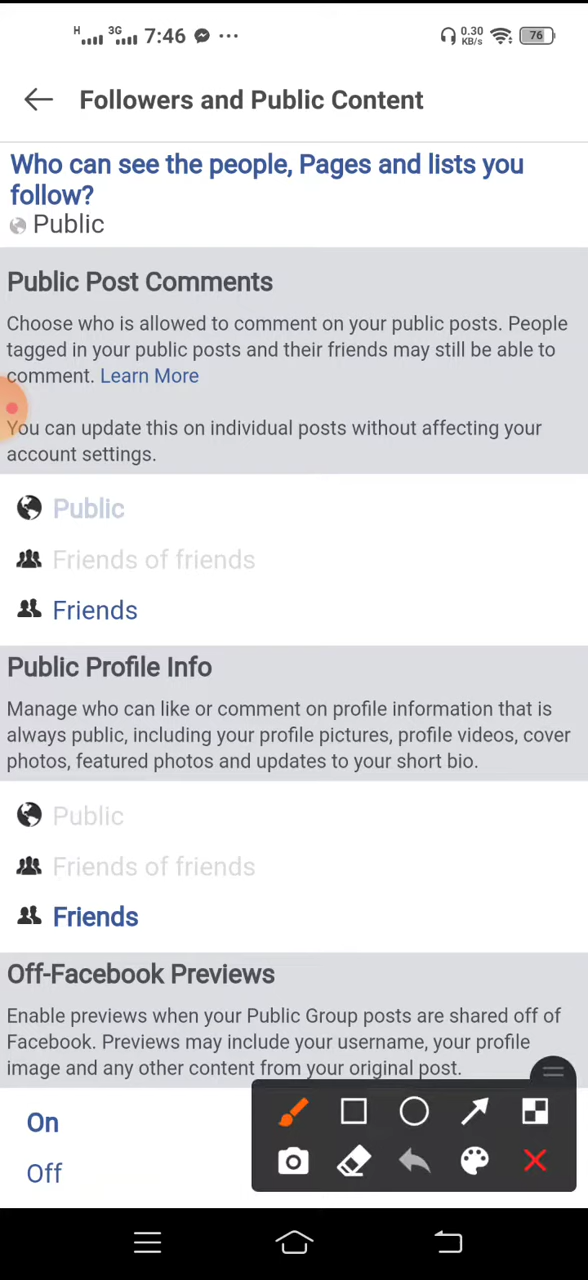 H 3G 7:46 ... 0.30 KB/s 76
Followers and Public Content
Who can see the people, Pages and lists you
follow?
Public
Public Post Comments
Choose who is allowed to comment on your public posts. People
tagged in your public posts and their friends may still be able to
comment. Learn More
You can update this on individual posts without affecting your
account settings.
Public
Friends of friends
Friends
Public Profile Info
Manage who can like or comment on profile information that is
always public, including your profile pictures, profile videos, cover
photos, featured photos and updates to your short bio.
Public
Friends of friends
Friends
Off-Facebook Previews
Enable previews when your Public Group posts are shared off of
Facebook. Previews may include your username, your profile
image and any other content from your original post.
On
Off